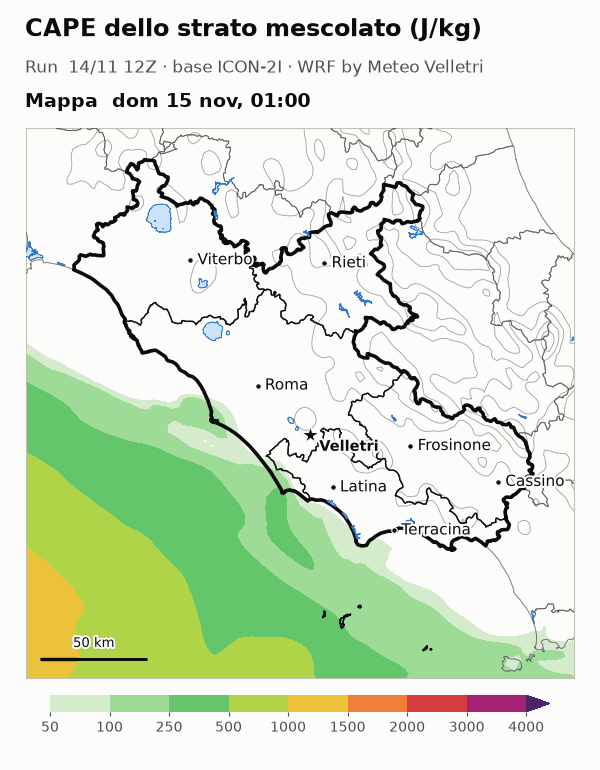 CAPE dello strato mescolato (J/kg)
Run  14/11 12Z · base ICON-2I · WRF by Meteo Velletri
Mappa  dom 15 nov, 01:00
Viterbo
Rieti
Roma
Velletri
Frosinone
Latina
Cassino
Terracina
50 km
50 100 250 500 1000 1500 2000 3000 4000